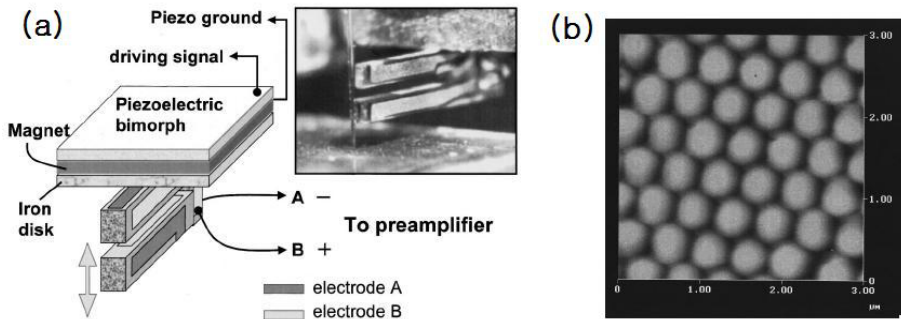 (a)
Piezo ground
driving signal
Piezoelectric
bimorph
Magnet
Iron
disk
A −
To preamplifier
B +
electrode A
electrode B
(b)
3.00
2.00
1.00
0
0
1.00
2.00
3.00
μM